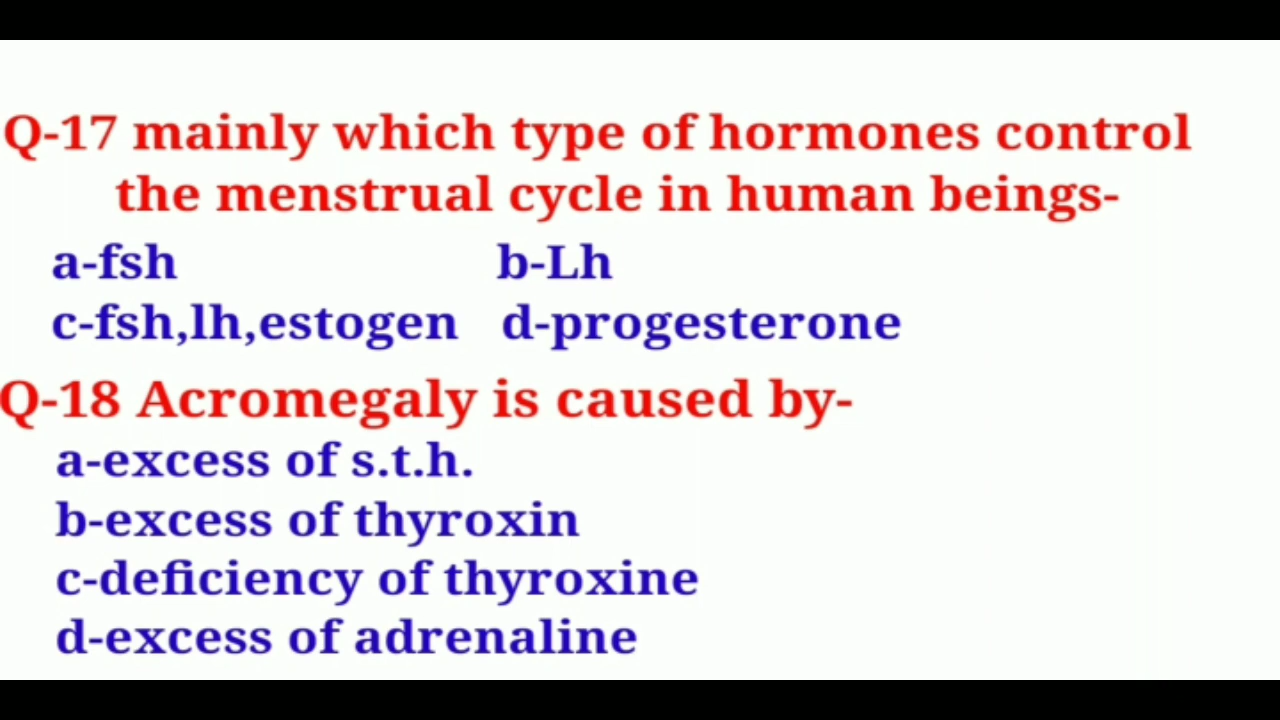 Q-17 mainly which type of hormones control
the menstrual cycle in human beings-
a-fsh b-Lh
c-fsh,lh,estogen d-progesterone
Q-18 Acromegaly is caused by-
a-excess of s.t.h.
b-excess of thyroxin
c-deficiency of thyroxine
d-excess of adrenaline